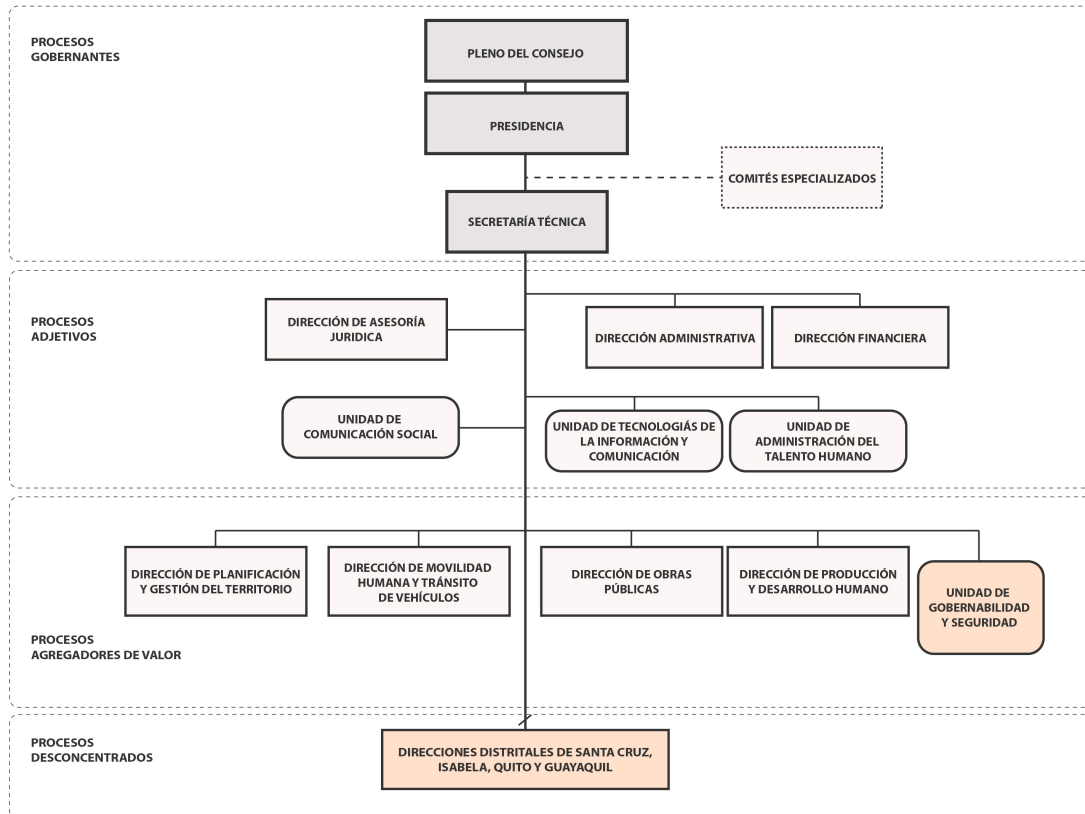 PROCESOS
GOBERNANTES
PLENO DEL CONSEJO
PRESIDENCIA
COMITÉS ESPECIALIZADOS
SECRETARÍA TÉCNICA
PROCESOS
ADJETIVOS
DIRECCIÓN DE ASESORÍA
JURIDICA
DIRECCIÓN ADMINISTRATIVA
DIRECCIÓN FINANCIERA
UNIDAD DE
COMUNICACIÓN SOCIAL
UNIDAD DE TECNOLOGIÁS DE
LA INFORMACIÓN Y
COMUNICACIÓN
UNIDAD DE
ADMINISTRACIÓN DEL
TALENTO HUMANO
DIRECCIÓN DE PLANIFICACIÓN
Y GESTIÓN DEL TERRITORIO
DIRECCIÓN DE MOVILIDAD
HUMANA Y TRÁNSITO
DE VEHÍCULOS
DIRECCIÓN DE OBRAS
PÚBLICAS
DIRECCIÓN DE PRODUCCIÓN
Y DESARROLLO HUMANO
UNIDAD DE
GOBERNABILIDAD
Y SEGURIDAD
PROCESOS
AGREGADORES DE VALOR
PROCESOS
DESCONCENTRADOS
DIRECCIONES DISTRITALES DE SANTA CRUZ,
ISABELA, QUITO Y GUAYAQUIL